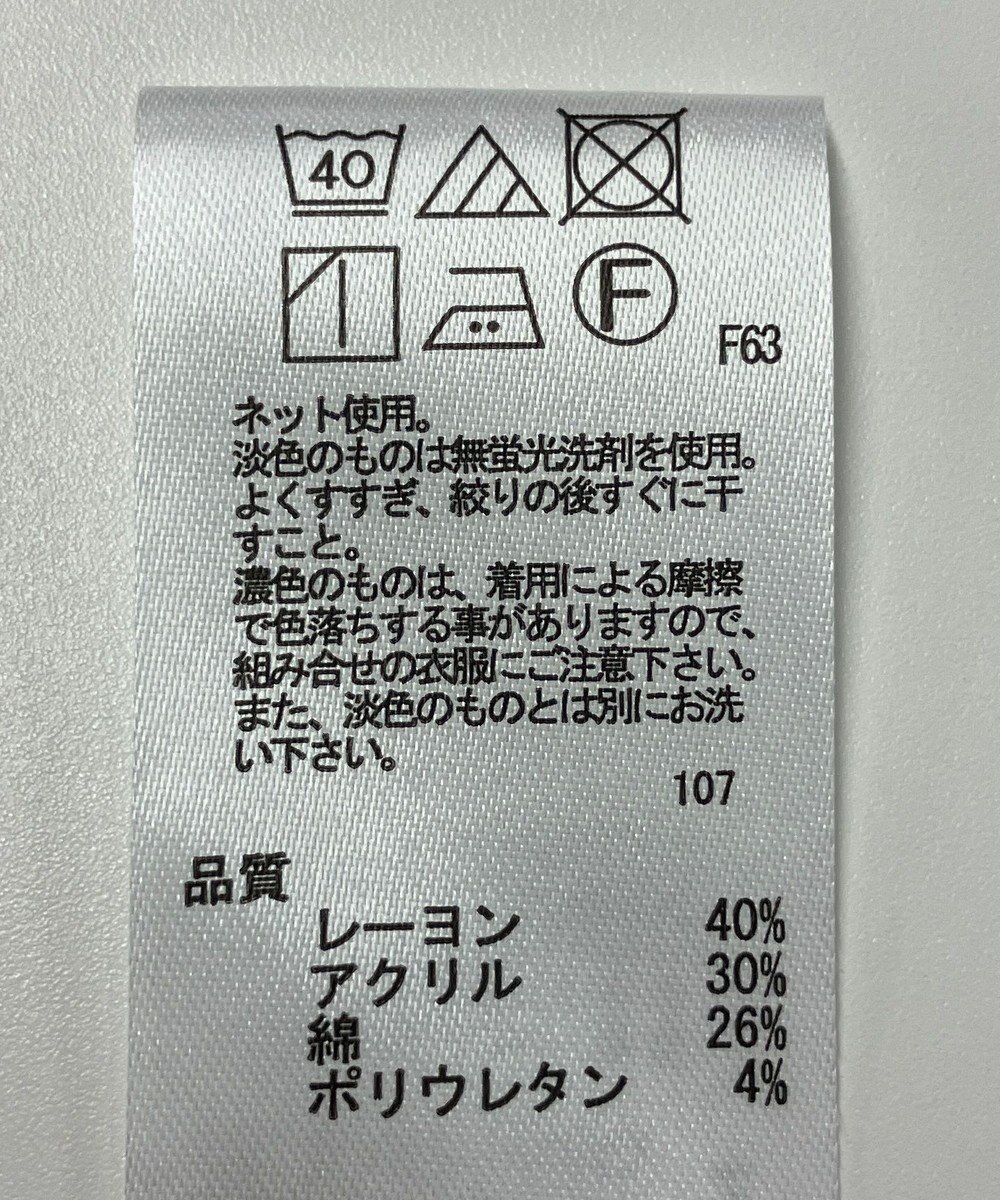 40
F
F63
ネット使用。
淡色のものは無蛍光洗剤を使用。
よくすすぎ、絞りの後すぐに干
すこと。
濃色のものは、着用による摩擦
で色落ちする事がありますので、
組み合せの衣服にご注意下さい。
また、淡色のものとは別にお洗
い下さい。
107
品質
レーヨン 40%
アクリル 30%
綿 26%
ポリウレタン 4%